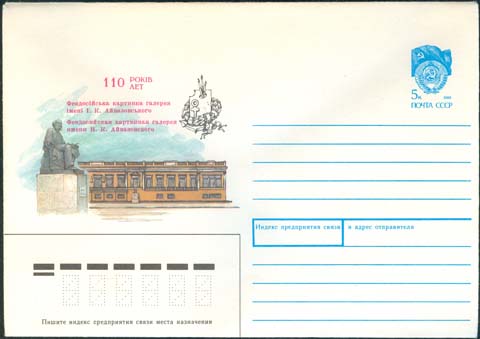 110 РОКІВ
ЛЕТ
Феодосійська картинна галерея
імені І. К. Айвазовського
Феодосийская картинная галерея
имени И. К. Айвазовского
5к
ПОЧТА СССР
Индекс предприятия связи и адрес отправителя
Пишите индекс предприятия связи места назначения